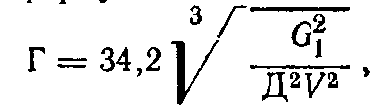 Г = 34,2 ∛(G₁² / Д²V²) ,